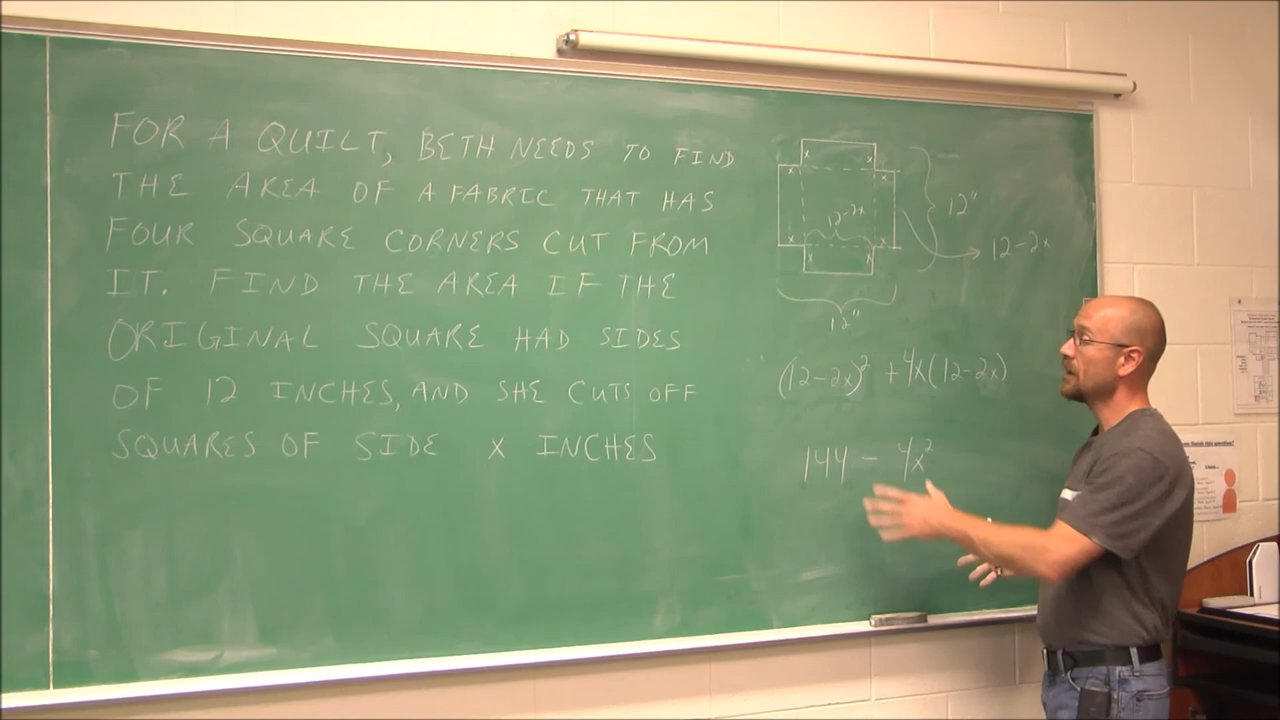 FOR A QUILT, BETH NEEDS TO FIND
THE AREA OF A FABRIC THAT HAS
FOUR SQUARE CORNERS CUT FROM
IT. FIND THE AREA IF THE
ORIGINAL SQUARE HAD SIDES
OF 12 INCHES, AND SHE CUTS OFF
SQUARES OF SIDE X INCHES
x x
x x
12-2x
x x
x x
12"
12-2x
12"
(12-2x)² + 4x(12-2x)
144 - 4x²